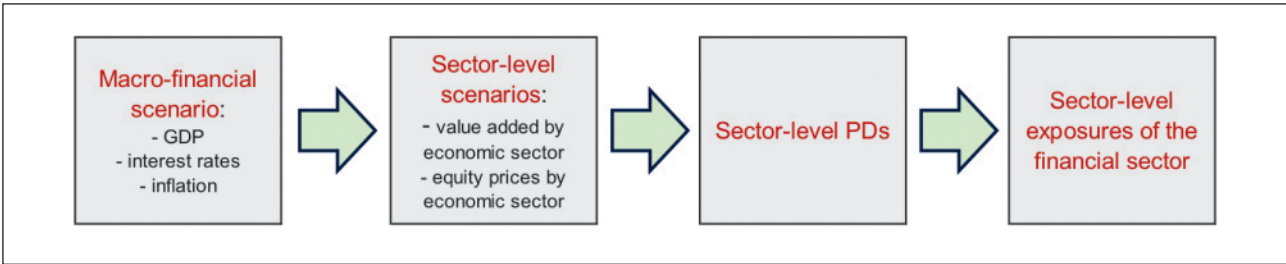 Macro-financial
scenario:
- GDP
- interest rates
- inflation
Sector-level
scenarios:
- value added by
economic sector
- equity prices by
economic sector
Sector-level PDs
Sector-level
exposures of the
financial sector